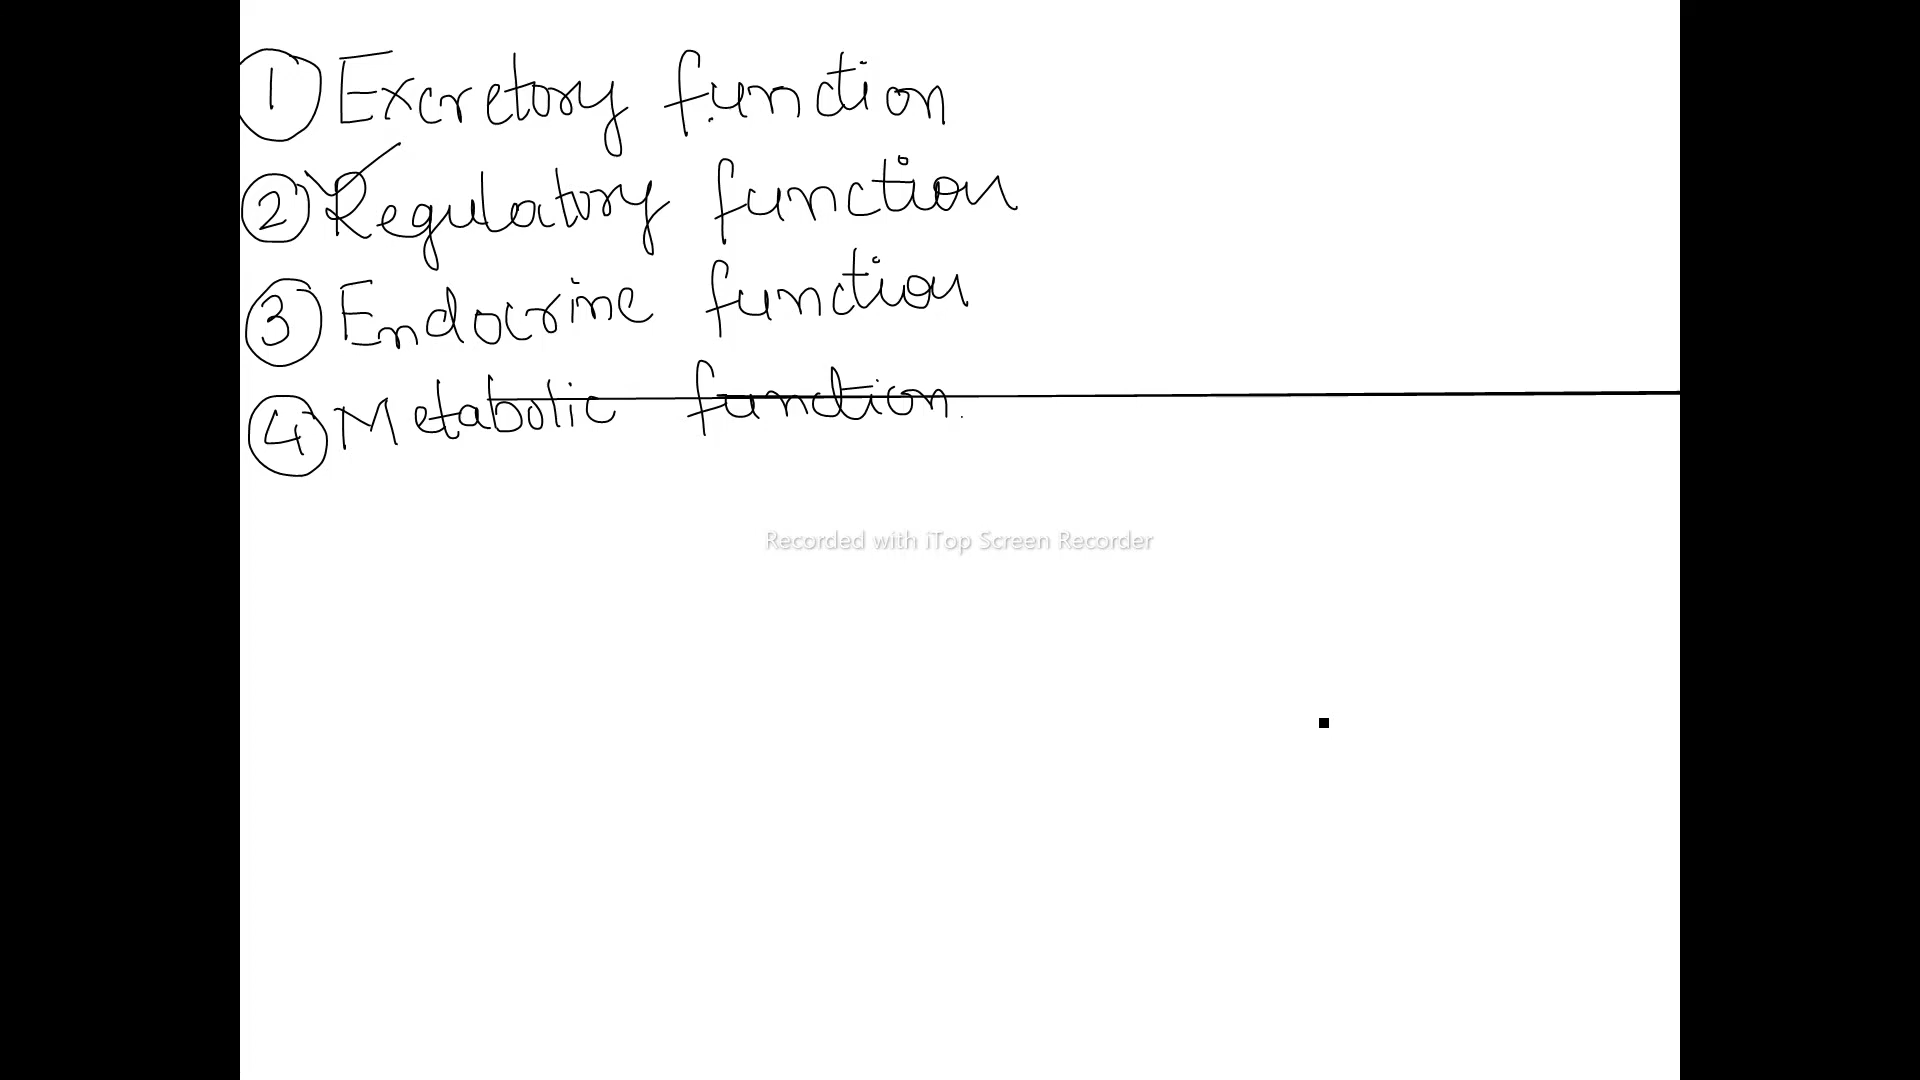 ① Excretory function
② Regulatory function
③ Endocrine function
④ Metabolic function.
Recorded with iTop Screen Recorder